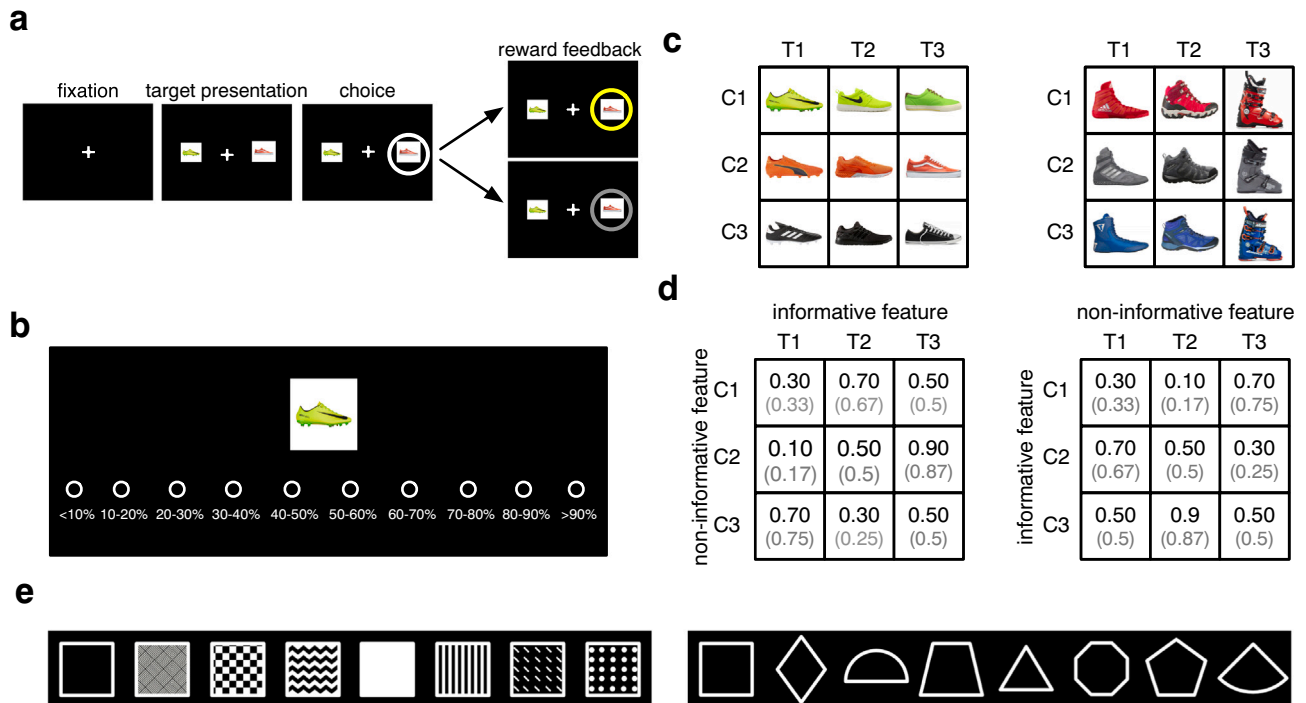 a
fixation
target presentation
choice
reward feedback
b
<10% 10-20% 20-30% 30-40% 40-50% 50-60% 60-70% 70-80% 80-90% >90%
c
T1 T2 T3
C1
C2
C3
T1 T2 T3
C1
C2
C3
d
informative feature
T1 T2 T3
non-informative feature
C1 0.30 0.70 0.50
(0.33) (0.67) (0.5)
C2 0.10 0.50 0.90
(0.17) (0.5) (0.87)
C3 0.70 0.30 0.50
(0.75) (0.25) (0.5)
non-informative feature
T1 T2 T3
informative feature
C1 0.30 0.10 0.70
(0.33) (0.17) (0.75)
C2 0.70 0.50 0.30
(0.67) (0.5) (0.25)
C3 0.50 0.9 0.50
(0.5) (0.87) (0.5)
e